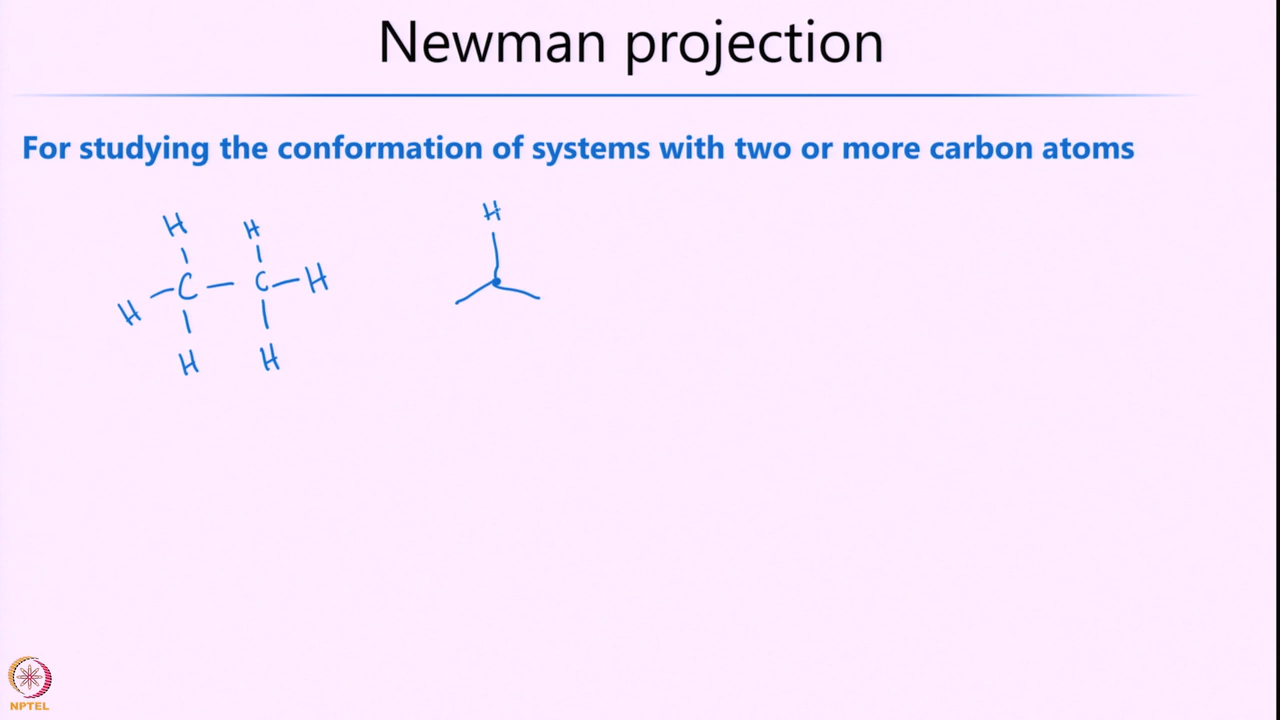 Newman projection
For studying the conformation of systems with two or more carbon atoms
H H H
C - C - H
H
H H
NPTEL